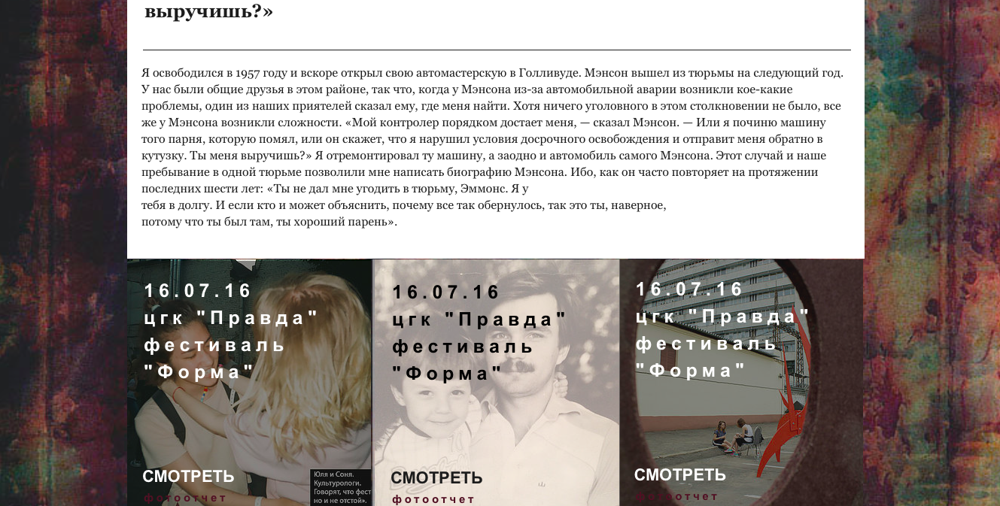 выручишь?»
Я освободился в 1957 году и вскоре открыл свою автомастерскую в Голливуде. Мэнсон вышел из тюрьмы на следующий год.
У нас были общие друзья в этом районе, так что, когда у Мэнсона из-за автомобильной аварии возникли кое-какие
проблемы, один из наших приятелей сказал ему, где меня найти. Хотя ничего уголовного в этом столкновении не было, все
же у Мэнсона возникли сложности. «Мой контролер порядком достает меня, — сказал Мэнсон. — Или я починю машину
того парня, которую помял, или он скажет, что я нарушил условия досрочного освобождения и отправит меня обратно в
кутузку. Ты меня выручишь?» Я отремонтировал ту машину, а заодно и автомобиль самого Мэнсона. Этот случай и наше
пребывание в одной тюрьме позволили мне написать биографию Мэнсона. Ибо, как он часто повторяет на протяжении
последних шести лет: «Ты не дал мне угодить в тюрьму, Эммонс. Я у
тебя в долгу. И если кто и может объяснить, почему все так обернулось, так это ты, наверное,
потому что ты был там, ты хороший парень».
16.07.16
цгк "Правда"
фестиваль
"Форма"
СМОТРЕТЬ
фотоотчет
Юля и Соня.
Культурологи.
Говорят, что фест
но и не отстой».
16.07.16
цгк "Правда"
фестиваль
"Форма"
СМОТРЕТЬ
фотоотчет
16.07.16
цгк "Правда"
фестиваль
"Форма"
СМОТРЕТЬ
фотоотчет